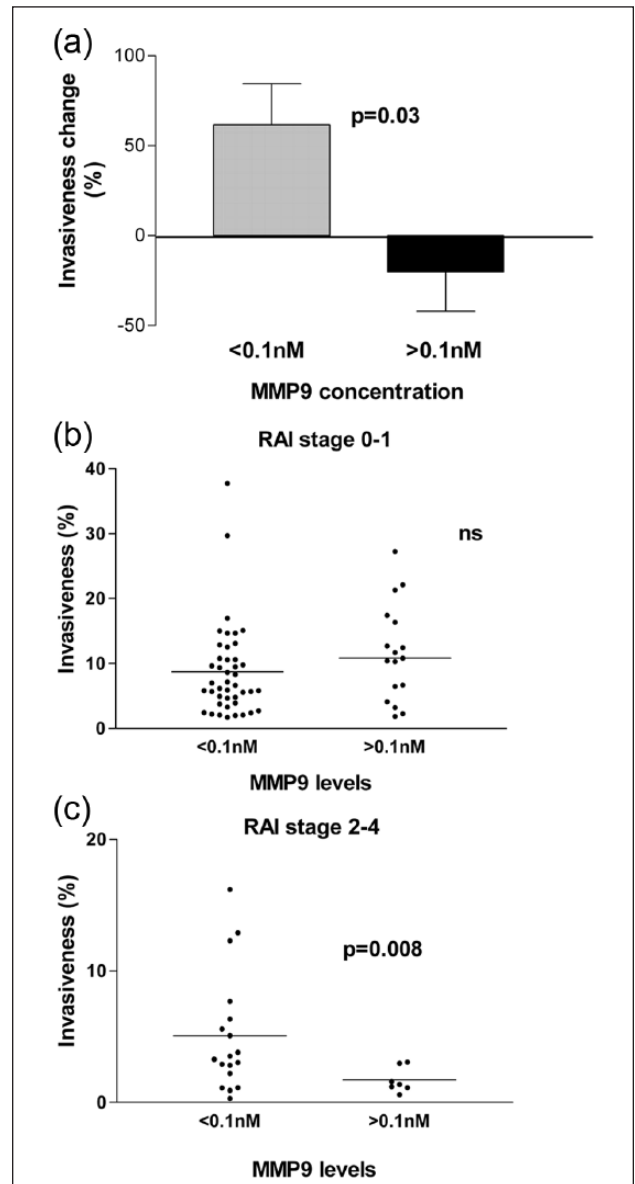 (a)
100
50
0
-50
Invasiveness change
(%)
p=0.03
<0.1nM >0.1nM
MMP9 concentration
(b)
RAI stage 0-1
40
30
20
10
0
Invasiveness (%)
ns
<0.1nM >0.1nM
MMP9 levels
(c)
RAI stage 2-4
20
10
0
Invasiveness (%)
p=0.008
<0.1nM >0.1nM
MMP9 levels